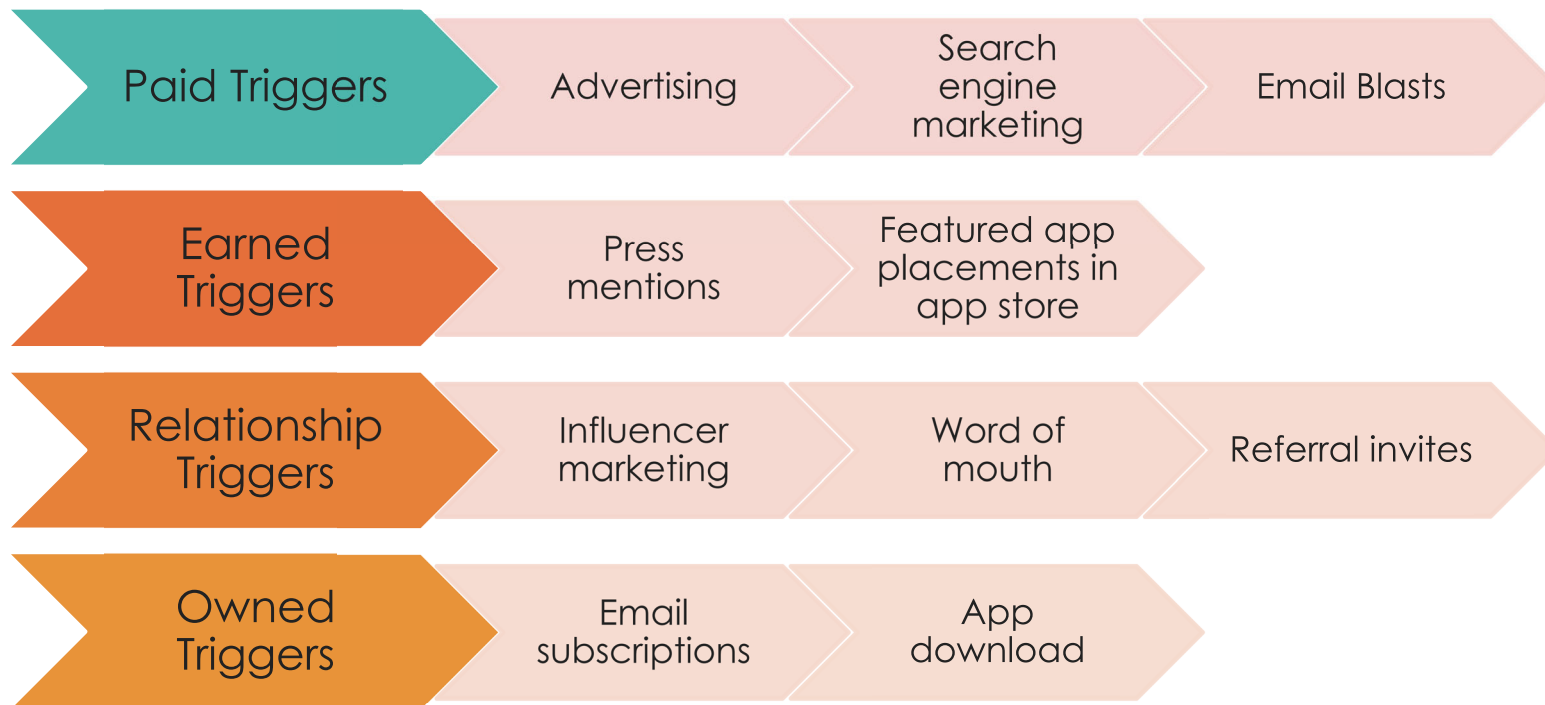 Paid Triggers
Advertising
Search
engine
marketing
Email Blasts
Earned
Triggers
Press
mentions
Featured app
placements in
app store
Relationship
Triggers
Influencer
marketing
Word of
mouth
Referral invites
Owned
Triggers
Email
subscriptions
App
download